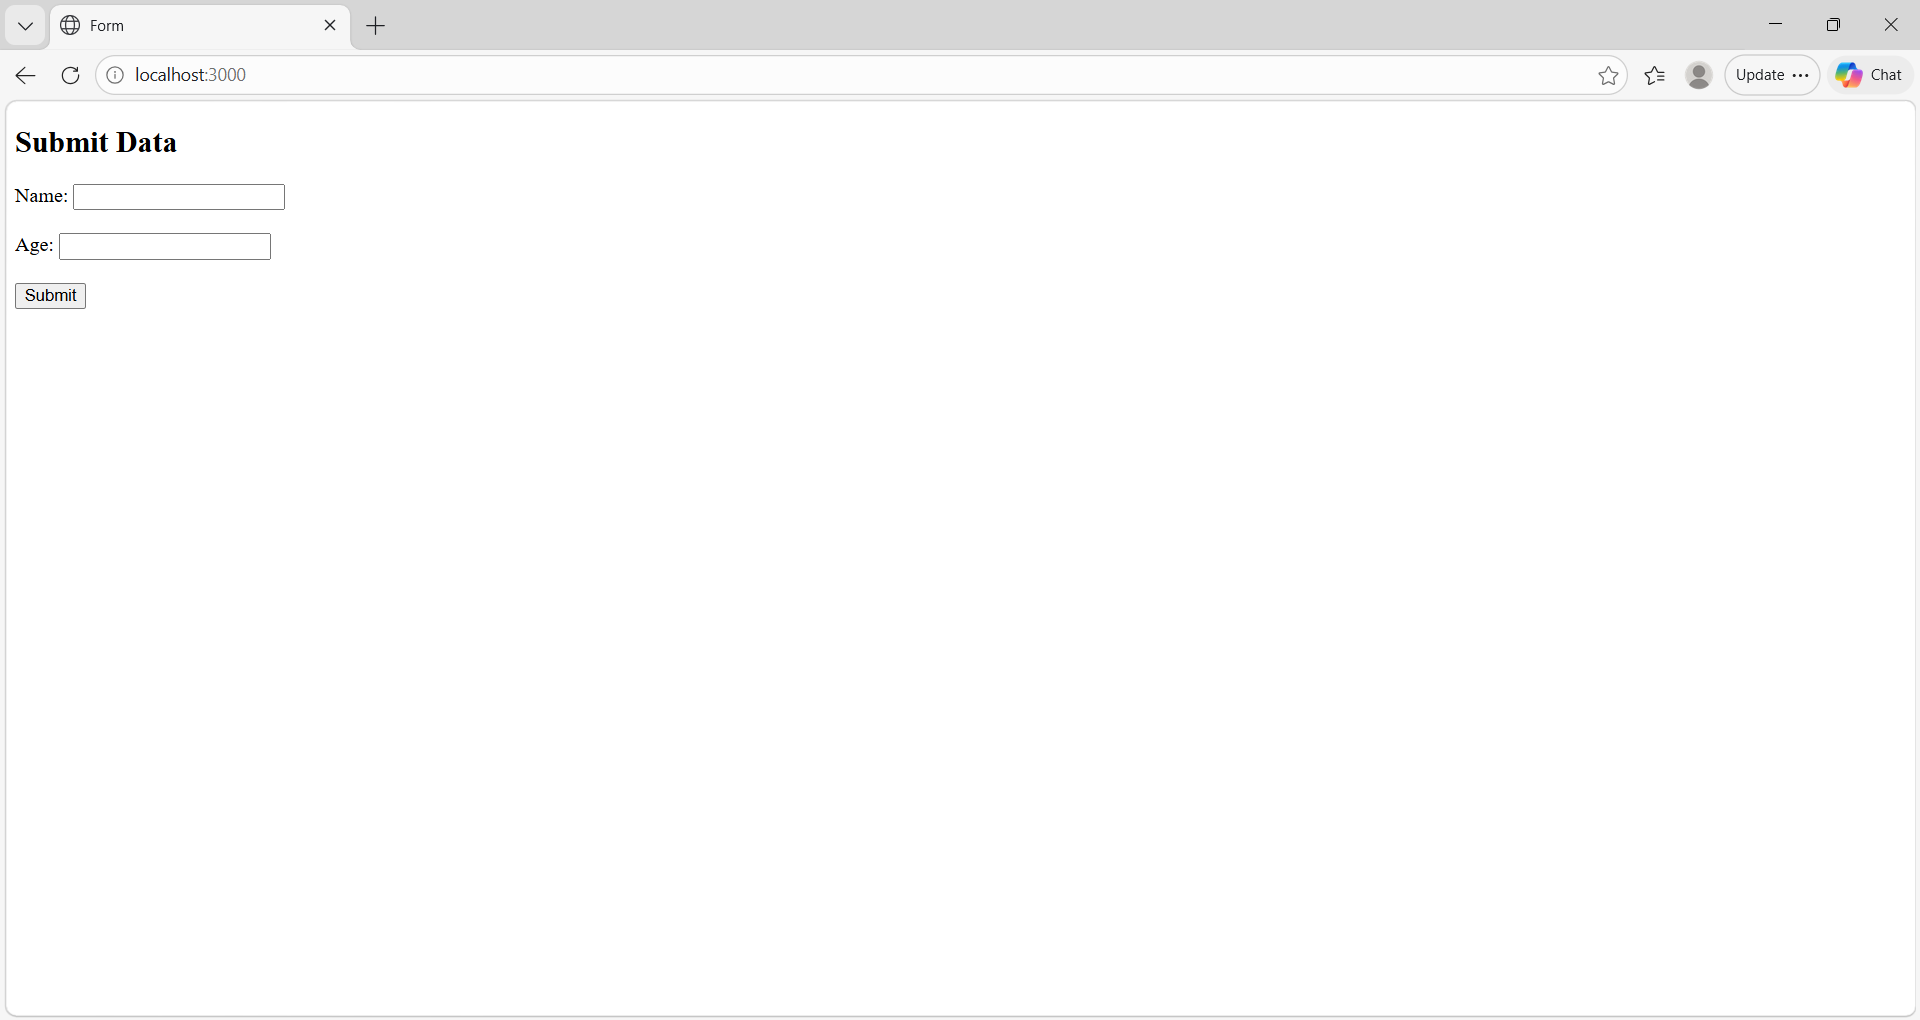 Form
localhost:3000
Update
Chat
Submit Data
Name:
Age:
Submit